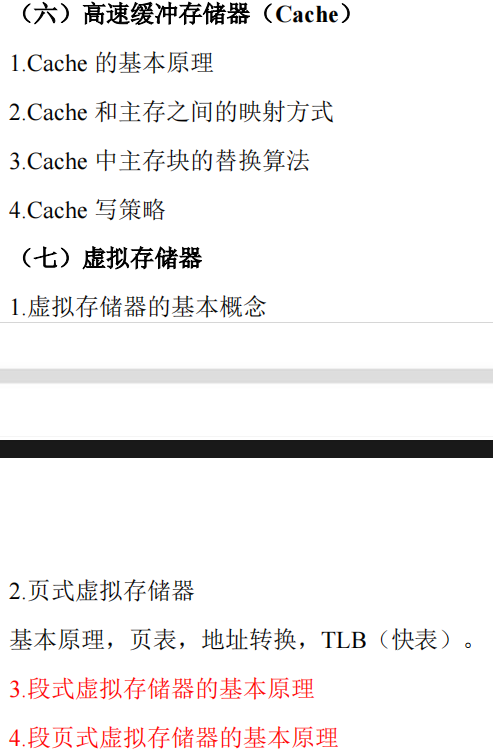 （六）高速缓冲存储器（Cache）
1.Cache 的基本原理
2.Cache 和主存之间的映射方式
3.Cache 中主存块的替换算法
4.Cache 写策略
（七）虚拟存储器
1.虚拟存储器的基本概念
2.页式虚拟存储器
基本原理，页表，地址转换，TLB（快表）。
3.段式虚拟存储器的基本原理
4.段页式虚拟存储器的基本原理